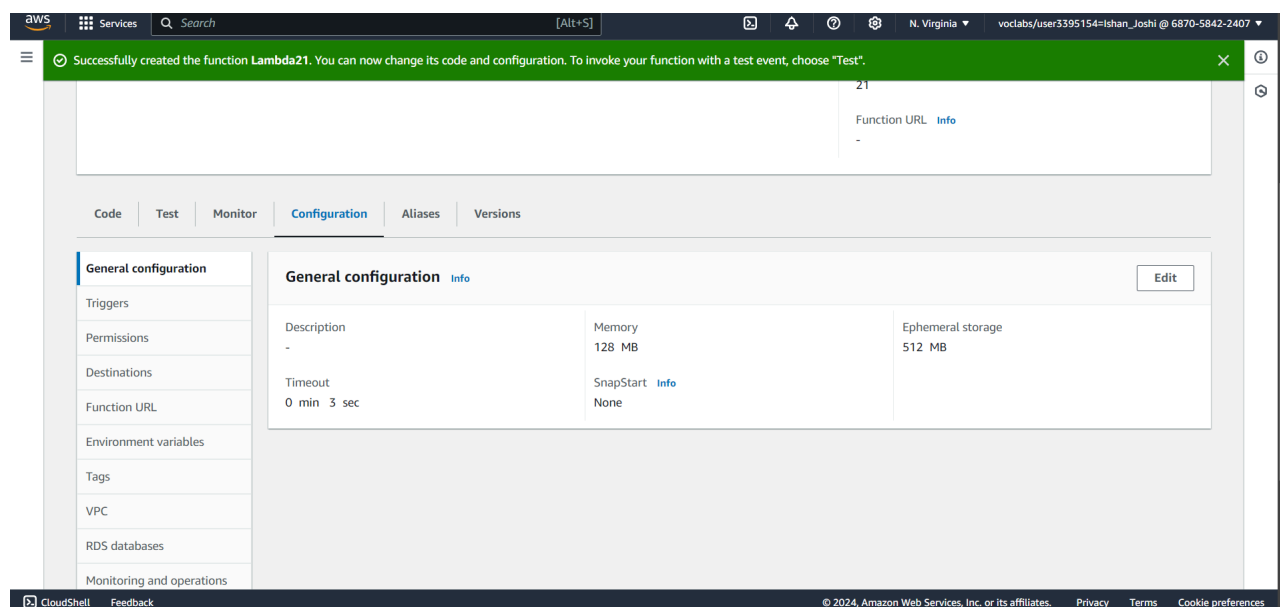 aws Services Search [Alt+S] N. Virginia ▼ voclabs/user3395154=Ishan_Joshi @ 6870-5842-2407 ▼
Successfully created the function Lambda21. You can now change its code and configuration. To invoke your function with a test event, choose "Test".
21
Function URL Info
-
Code Test Monitor Configuration Aliases Versions
General configuration
Triggers
Permissions
Destinations
Function URL
Environment variables
Tags
VPC
RDS databases
Monitoring and operations
General configuration Info Edit
Description Memory Ephemeral storage
- 128 MB 512 MB
Timeout SnapStart Info
0 min 3 sec None
CloudShell Feedback © 2024, Amazon Web Services, Inc. or its affiliates. Privacy Terms Cookie preferences